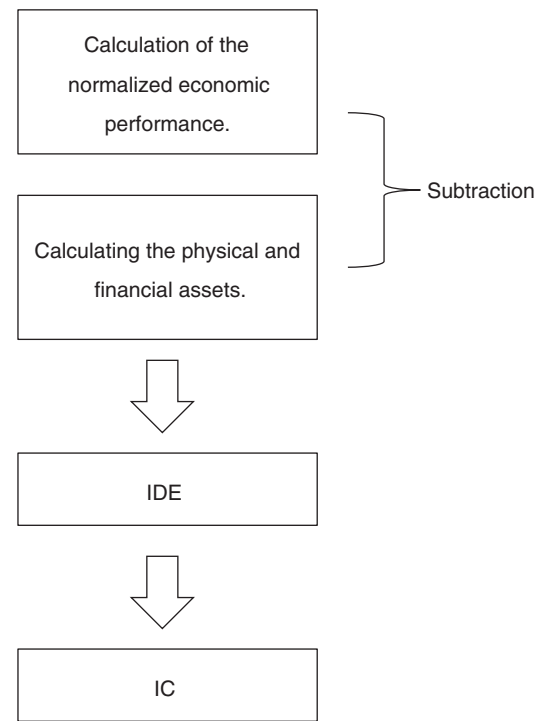 Calculation of the
normalized economic
performance.
Subtraction
Calculating the physical and
financial assets.
IDE
IC